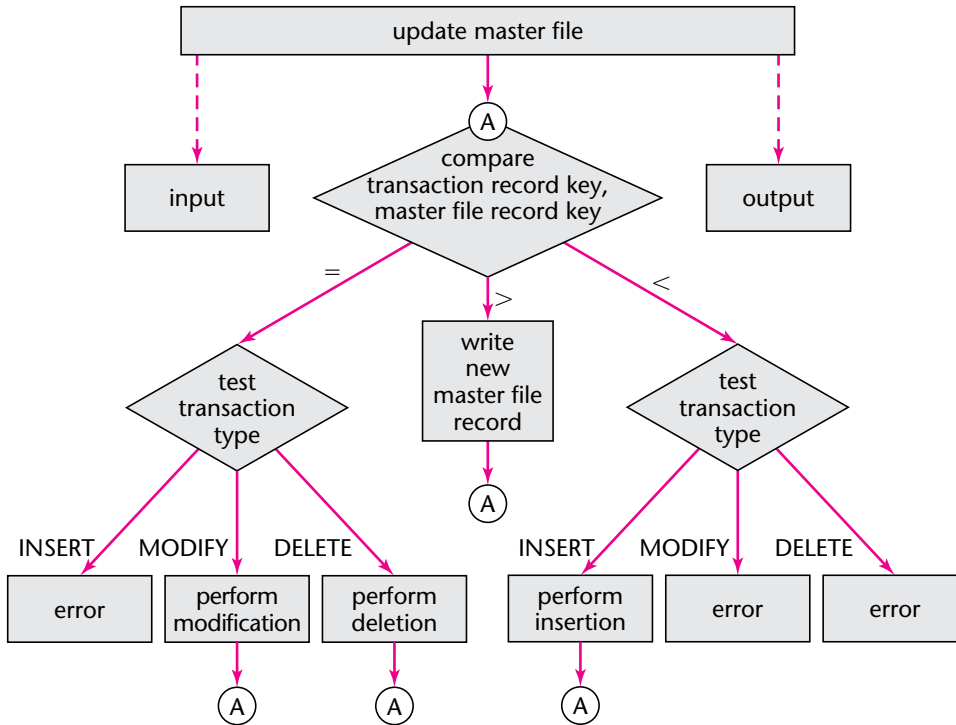 update master file
A
compare
transaction record key,
master file record key
input
output
=
>
<
write
new
master file
record
test
transaction
type
test
transaction
type
A
INSERT
MODIFY
DELETE
INSERT
MODIFY
DELETE
error
perform
modification
perform
deletion
perform
insertion
error
error
A
A
A